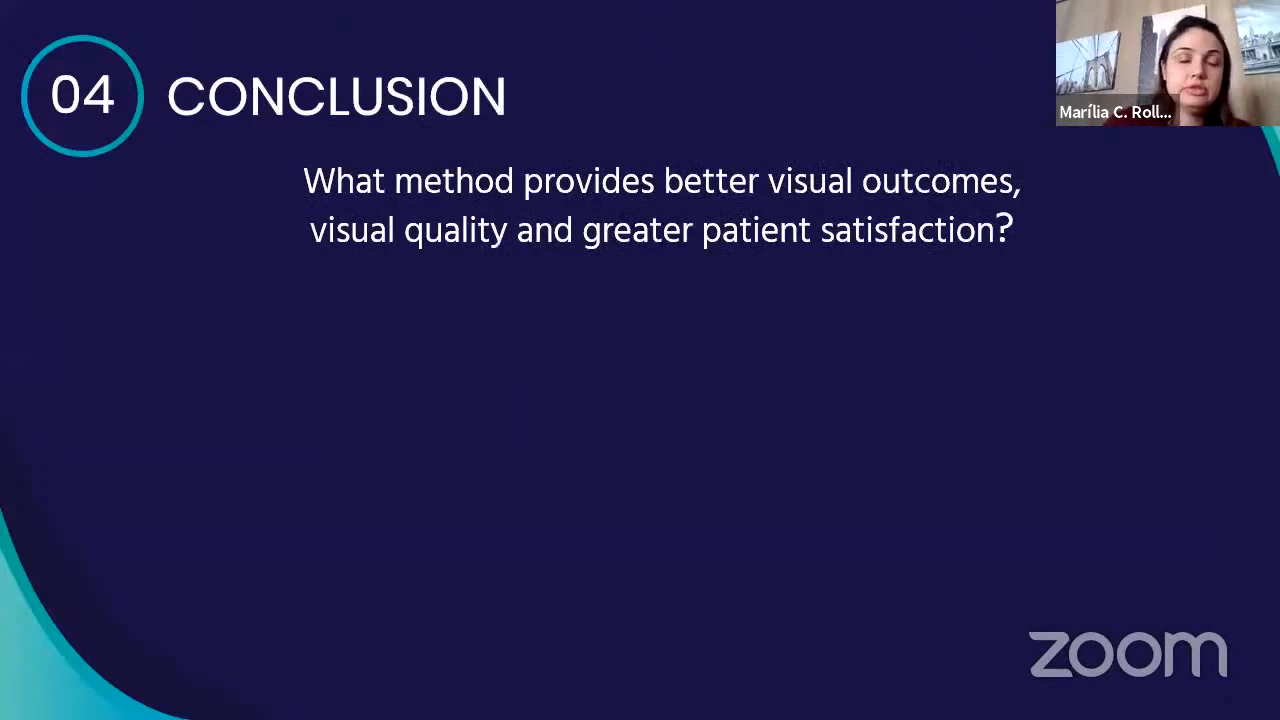 04 CONCLUSION
Marília C. Roll...
What method provides better visual outcomes,
visual quality and greater patient satisfaction?
zoom